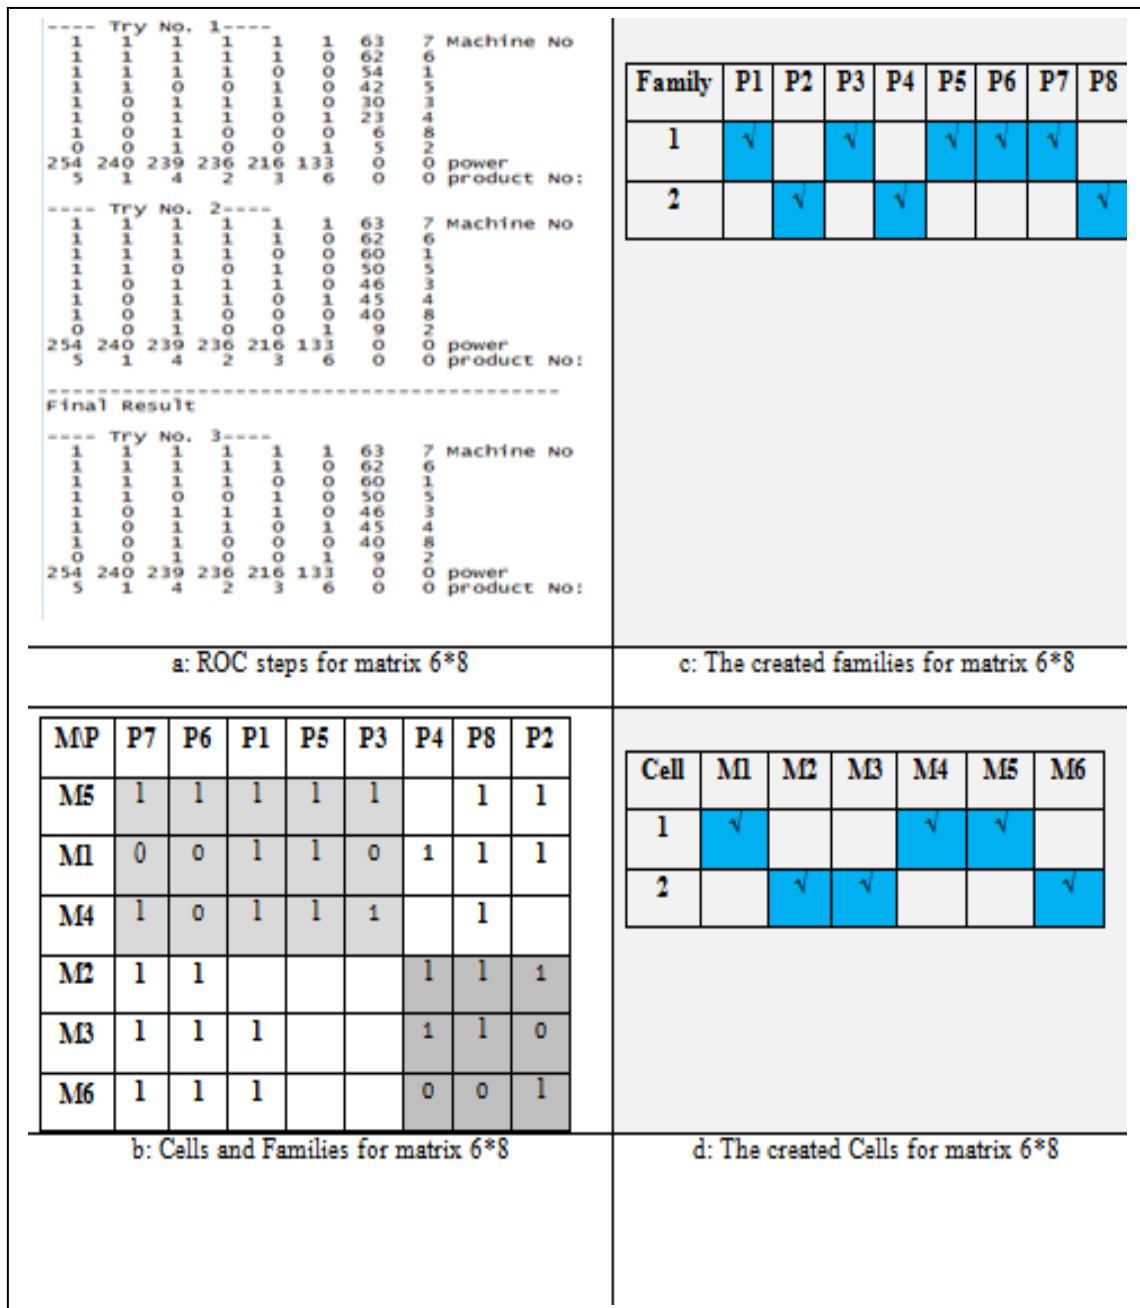 ---- Try No. 1----
1 1 1 1 1 1 63 7 Machine No
1 1 1 1 1 0 62 6
1 1 1 1 0 0 54 1
1 1 0 0 1 0 42 5
1 0 1 1 1 0 30 3
1 0 1 1 0 1 23 4
1 0 1 0 0 0 6 8
0 0 1 0 0 1 5 2
254 240 239 236 216 133 0 0 power
5 1 4 2 3 6 0 0 product No:
---- Try No. 2----
1 1 1 1 1 1 63 7 Machine No
1 1 1 1 1 0 62 6
1 1 1 1 0 0 60 1
1 1 0 0 1 0 50 5
1 0 1 1 1 0 46 3
1 0 1 1 0 1 45 4
1 0 1 0 0 0 40 8
0 0 1 0 0 1 9 2
254 240 239 236 216 133 0 0 power
5 1 4 2 3 6 0 0 product No:
--------------------------------------------
Final Result
---- Try No. 3----
1 1 1 1 1 1 63 7 Machine No
1 1 1 1 1 0 62 6
1 1 1 1 0 0 60 1
1 1 0 0 1 0 50 5
1 0 1 1 1 0 46 3
1 0 1 1 0 1 45 4
1 0 1 0 0 0 40 8
0 0 1 0 0 1 9 2
254 240 239 236 216 133 0 0 power
5 1 4 2 3 6 0 0 product No:
a: ROC steps for matrix 6*8
Family P1 P2 P3 P4 P5 P6 P7 P8
1 √ √ √ √ √
2 √ √ √
c: The created families for matrix 6*8
M\P P7 P6 P1 P5 P3 P4 P8 P2
M5 1 1 1 1 1 1 1
M1 0 0 1 1 0 1 1 1
M4 1 0 1 1 1 1
M2 1 1 1 1 1
M3 1 1 1 1 1 0
M6 1 1 1 0 0 1
b: Cells and Families for matrix 6*8
Cell M1 M2 M3 M4 M5 M6
1 √ √ √
2 √ √ √
d: The created Cells for matrix 6*8